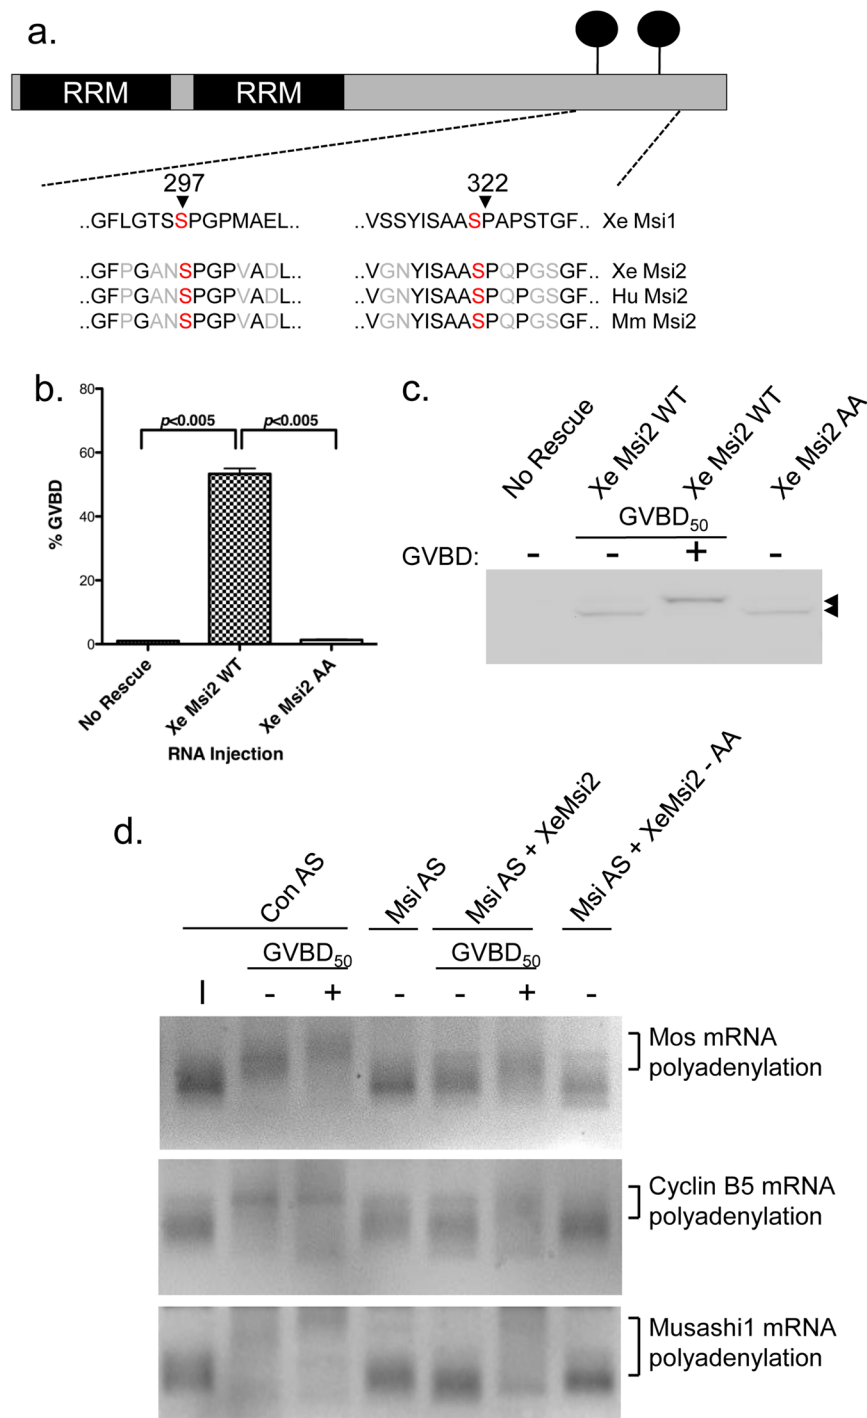 a.
RRM RRM
297 322
..GFLGTSSPGPMAEL.. ..VSSYISAASPAPSTGF.. Xe Msi1
..GFPGANSPGPVADL.. ..VGNYISAASPQPGSGF.. Xe Msi2
..GFPGANSPGPVADL.. ..VGNYISAASPQPGSGF.. Hu Msi2
..GFPGANSPGPVADL.. ..VGNYISAASPQPGSGF.. Mm Msi2
b.
80
60
40
20
0
% GVBD
p<0.005 p<0.005
No Rescue
Xe Msi2 WT
Xe Msi2 AA
RNA Injection
c.
No Rescue
Xe Msi2 WT
Xe Msi2 WT
Xe Msi2 AA
GVBD50
GVBD: - - + -
d.
Con AS
Msi AS
Msi AS + XeMsi2
Msi AS + XeMsi2 - AA
GVBD50 GVBD50
I - + - - + -
Mos mRNA
polyadenylation
Cyclin B5 mRNA
polyadenylation
Musashi1 mRNA
polyadenylation